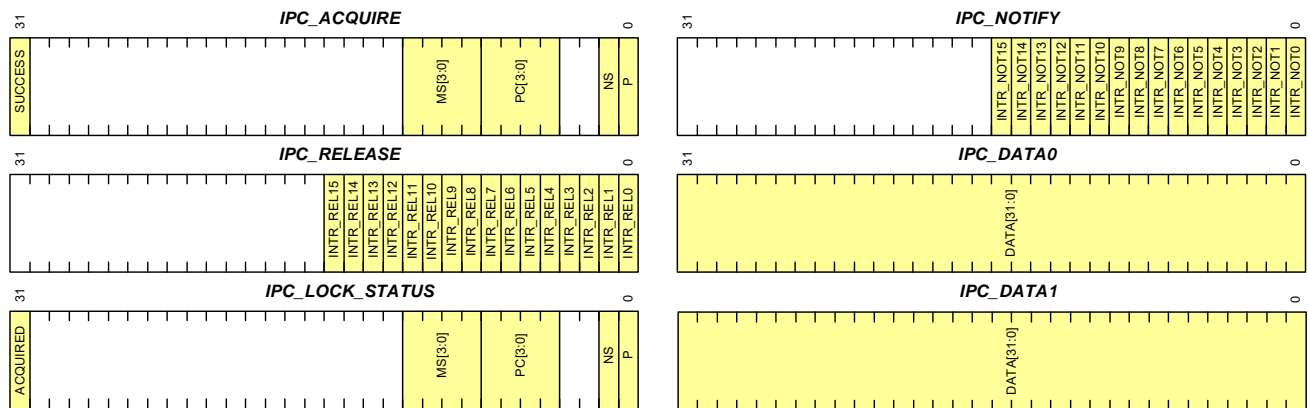 31 IPC_ACQUIRE 0
SUCCESS MS[3:0] PC[3:0] NS P
31 IPC_NOTIFY 0
INTR_NOT15 INTR_NOT14 INTR_NOT13 INTR_NOT12 INTR_NOT11 INTR_NOT10 INTR_NOT9 INTR_NOT8 INTR_NOT7 INTR_NOT6 INTR_NOT5 INTR_NOT4 INTR_NOT3 INTR_NOT2 INTR_NOT1 INTR_NOT0
31 IPC_RELEASE 0
INTR_REL15 INTR_REL14 INTR_REL13 INTR_REL12 INTR_REL11 INTR_REL10 INTR_REL9 INTR_REL8 INTR_REL7 INTR_REL6 INTR_REL5 INTR_REL4 INTR_REL3 INTR_REL2 INTR_REL1 INTR_REL0
31 IPC_DATA0 0
DATA[31:0]
31 IPC_LOCK_STATUS 0
ACQUIRED MS[3:0] PC[3:0] NS P
31 IPC_DATA1 0
DATA[31:0]